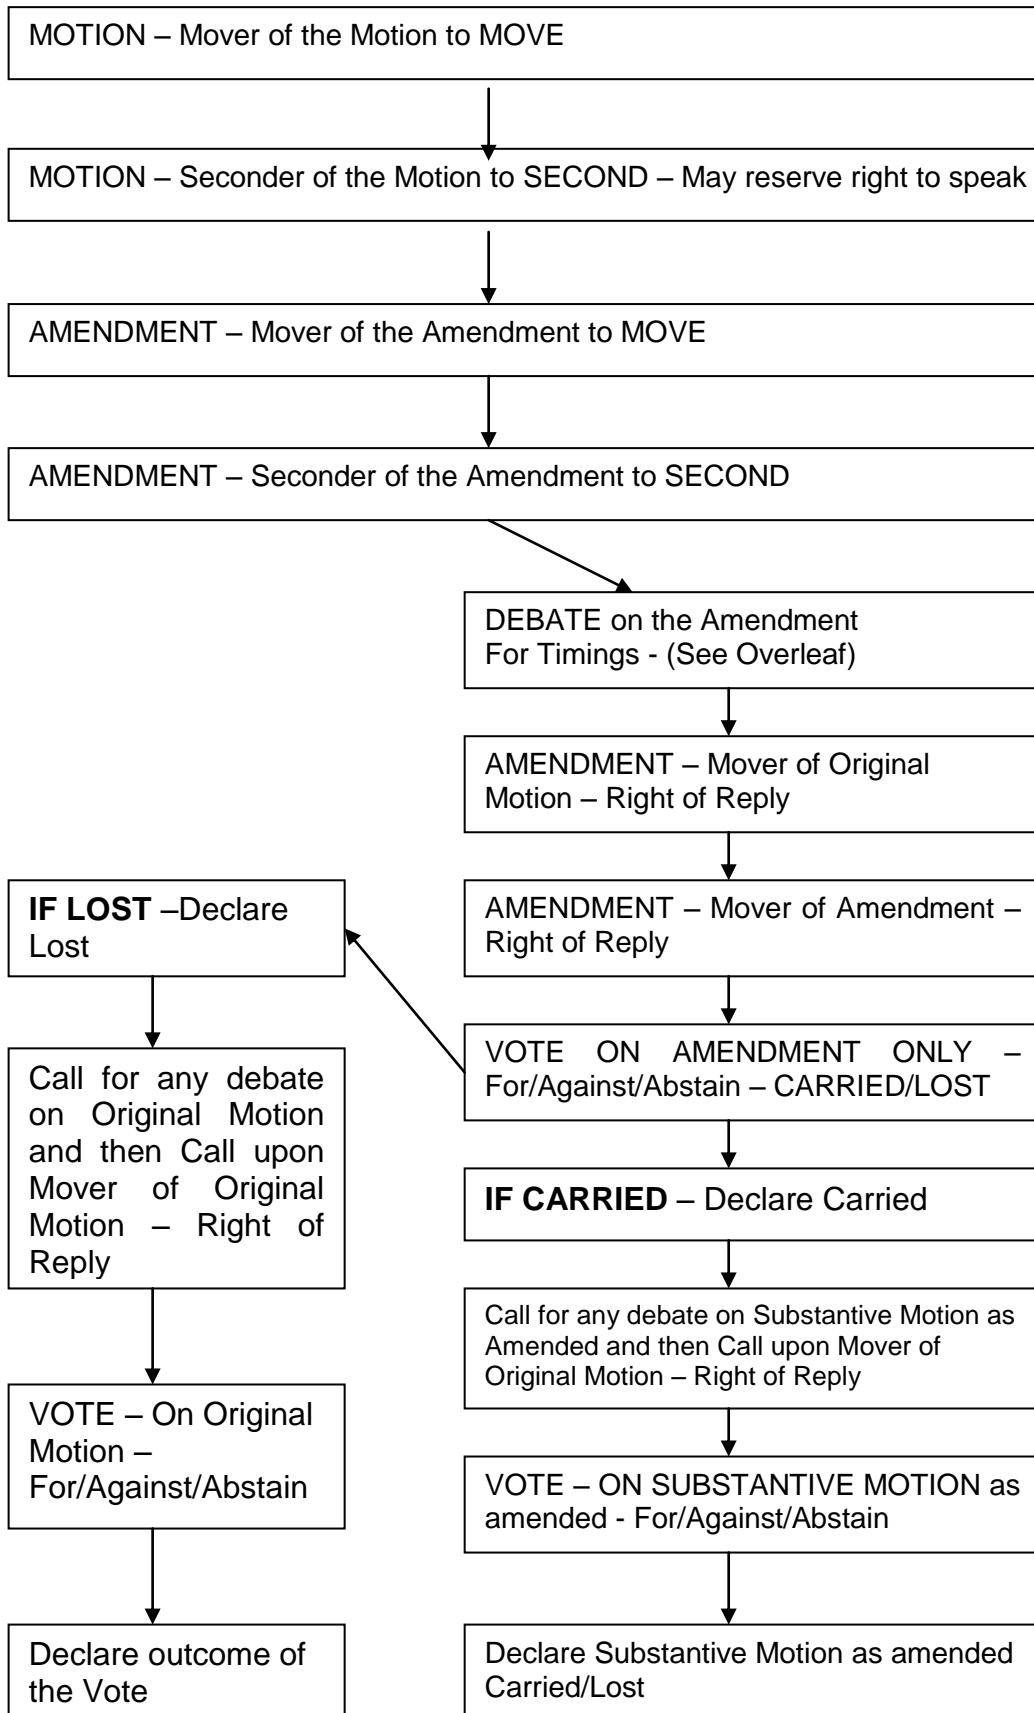 MOTION – Mover of the Motion to MOVE
MOTION – Seconder of the Motion to SECOND – May reserve right to speak
AMENDMENT – Mover of the Amendment to MOVE
AMENDMENT – Seconder of the Amendment to SECOND
DEBATE on the Amendment
For Timings - (See Overleaf)
AMENDMENT – Mover of Original
Motion – Right of Reply
AMENDMENT – Mover of Amendment –
Right of Reply
VOTE ON AMENDMENT ONLY –
For/Against/Abstain – CARRIED/LOST
IF LOST –Declare
Lost
Call for any debate
on Original Motion
and then Call upon
Mover of Original
Motion – Right of
Reply
VOTE – On Original
Motion –
For/Against/Abstain
Declare outcome of
the Vote
IF CARRIED – Declare Carried
Call for any debate on Substantive Motion as
Amended and then Call upon Mover of
Original Motion – Right of Reply
VOTE – ON SUBSTANTIVE MOTION as
amended - For/Against/Abstain
Declare Substantive Motion as amended
Carried/Lost